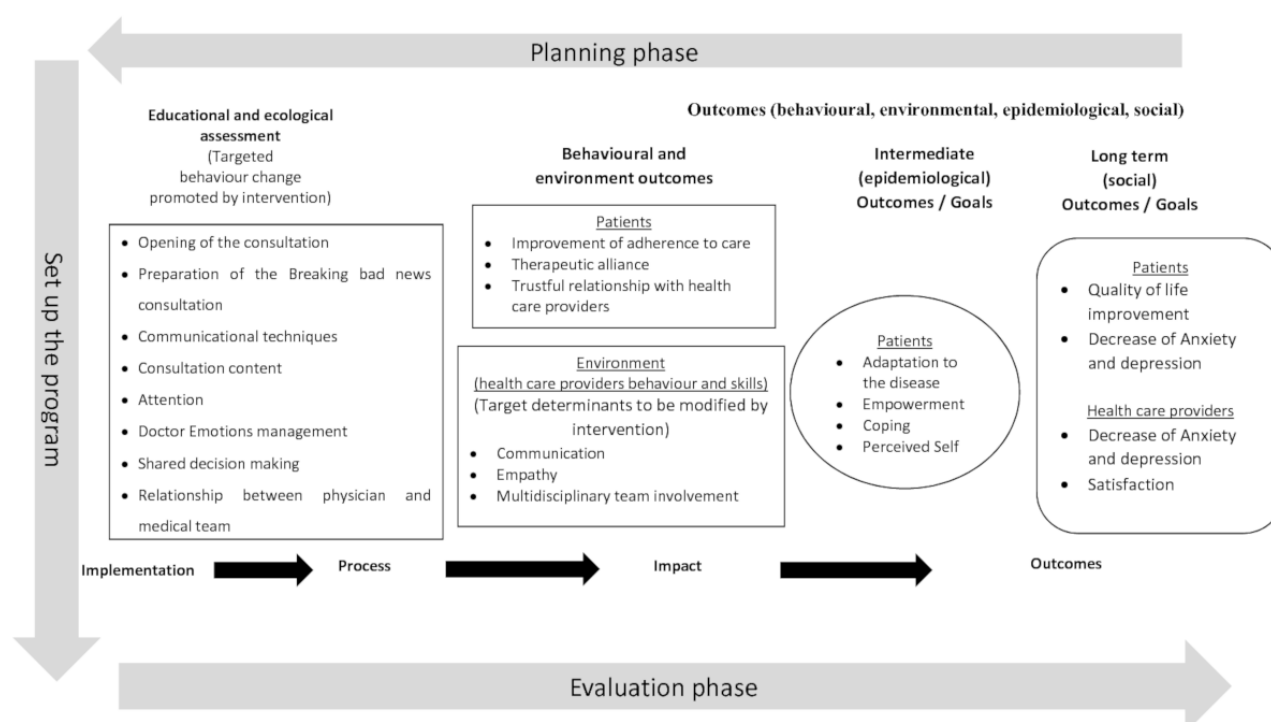 Planning phase
Set up the program
Outcomes (behavioural, environmental, epidemiological, social)
Educational and ecological
assessment
(Targeted
behaviour change
promoted by intervention)
• Opening of the consultation
• Preparation of the Breaking bad news
consultation
• Communicational techniques
• Consultation content
• Attention
• Doctor Emotions management
• Shared decision making
• Relationship between physician and
medical team
Behavioural and
environment outcomes
Patients
• Improvement of adherence to care
• Therapeutic alliance
• Trustful relationship with health
care providers
Environment
(health care providers behaviour and skills)
(Target determinants to be modified by
intervention)
• Communication
• Empathy
• Multidisciplinary team involvement
Intermediate
(epidemiological)
Outcomes / Goals
Patients
• Adaptation to
the disease
• Empowerment
• Coping
• Perceived Self
Long term
(social)
Outcomes / Goals
Patients
• Quality of life
improvement
• Decrease of Anxiety
and depression
Health care providers
• Decrease of Anxiety
and depression
• Satisfaction
Implementation
Process
Impact
Outcomes
Evaluation phase